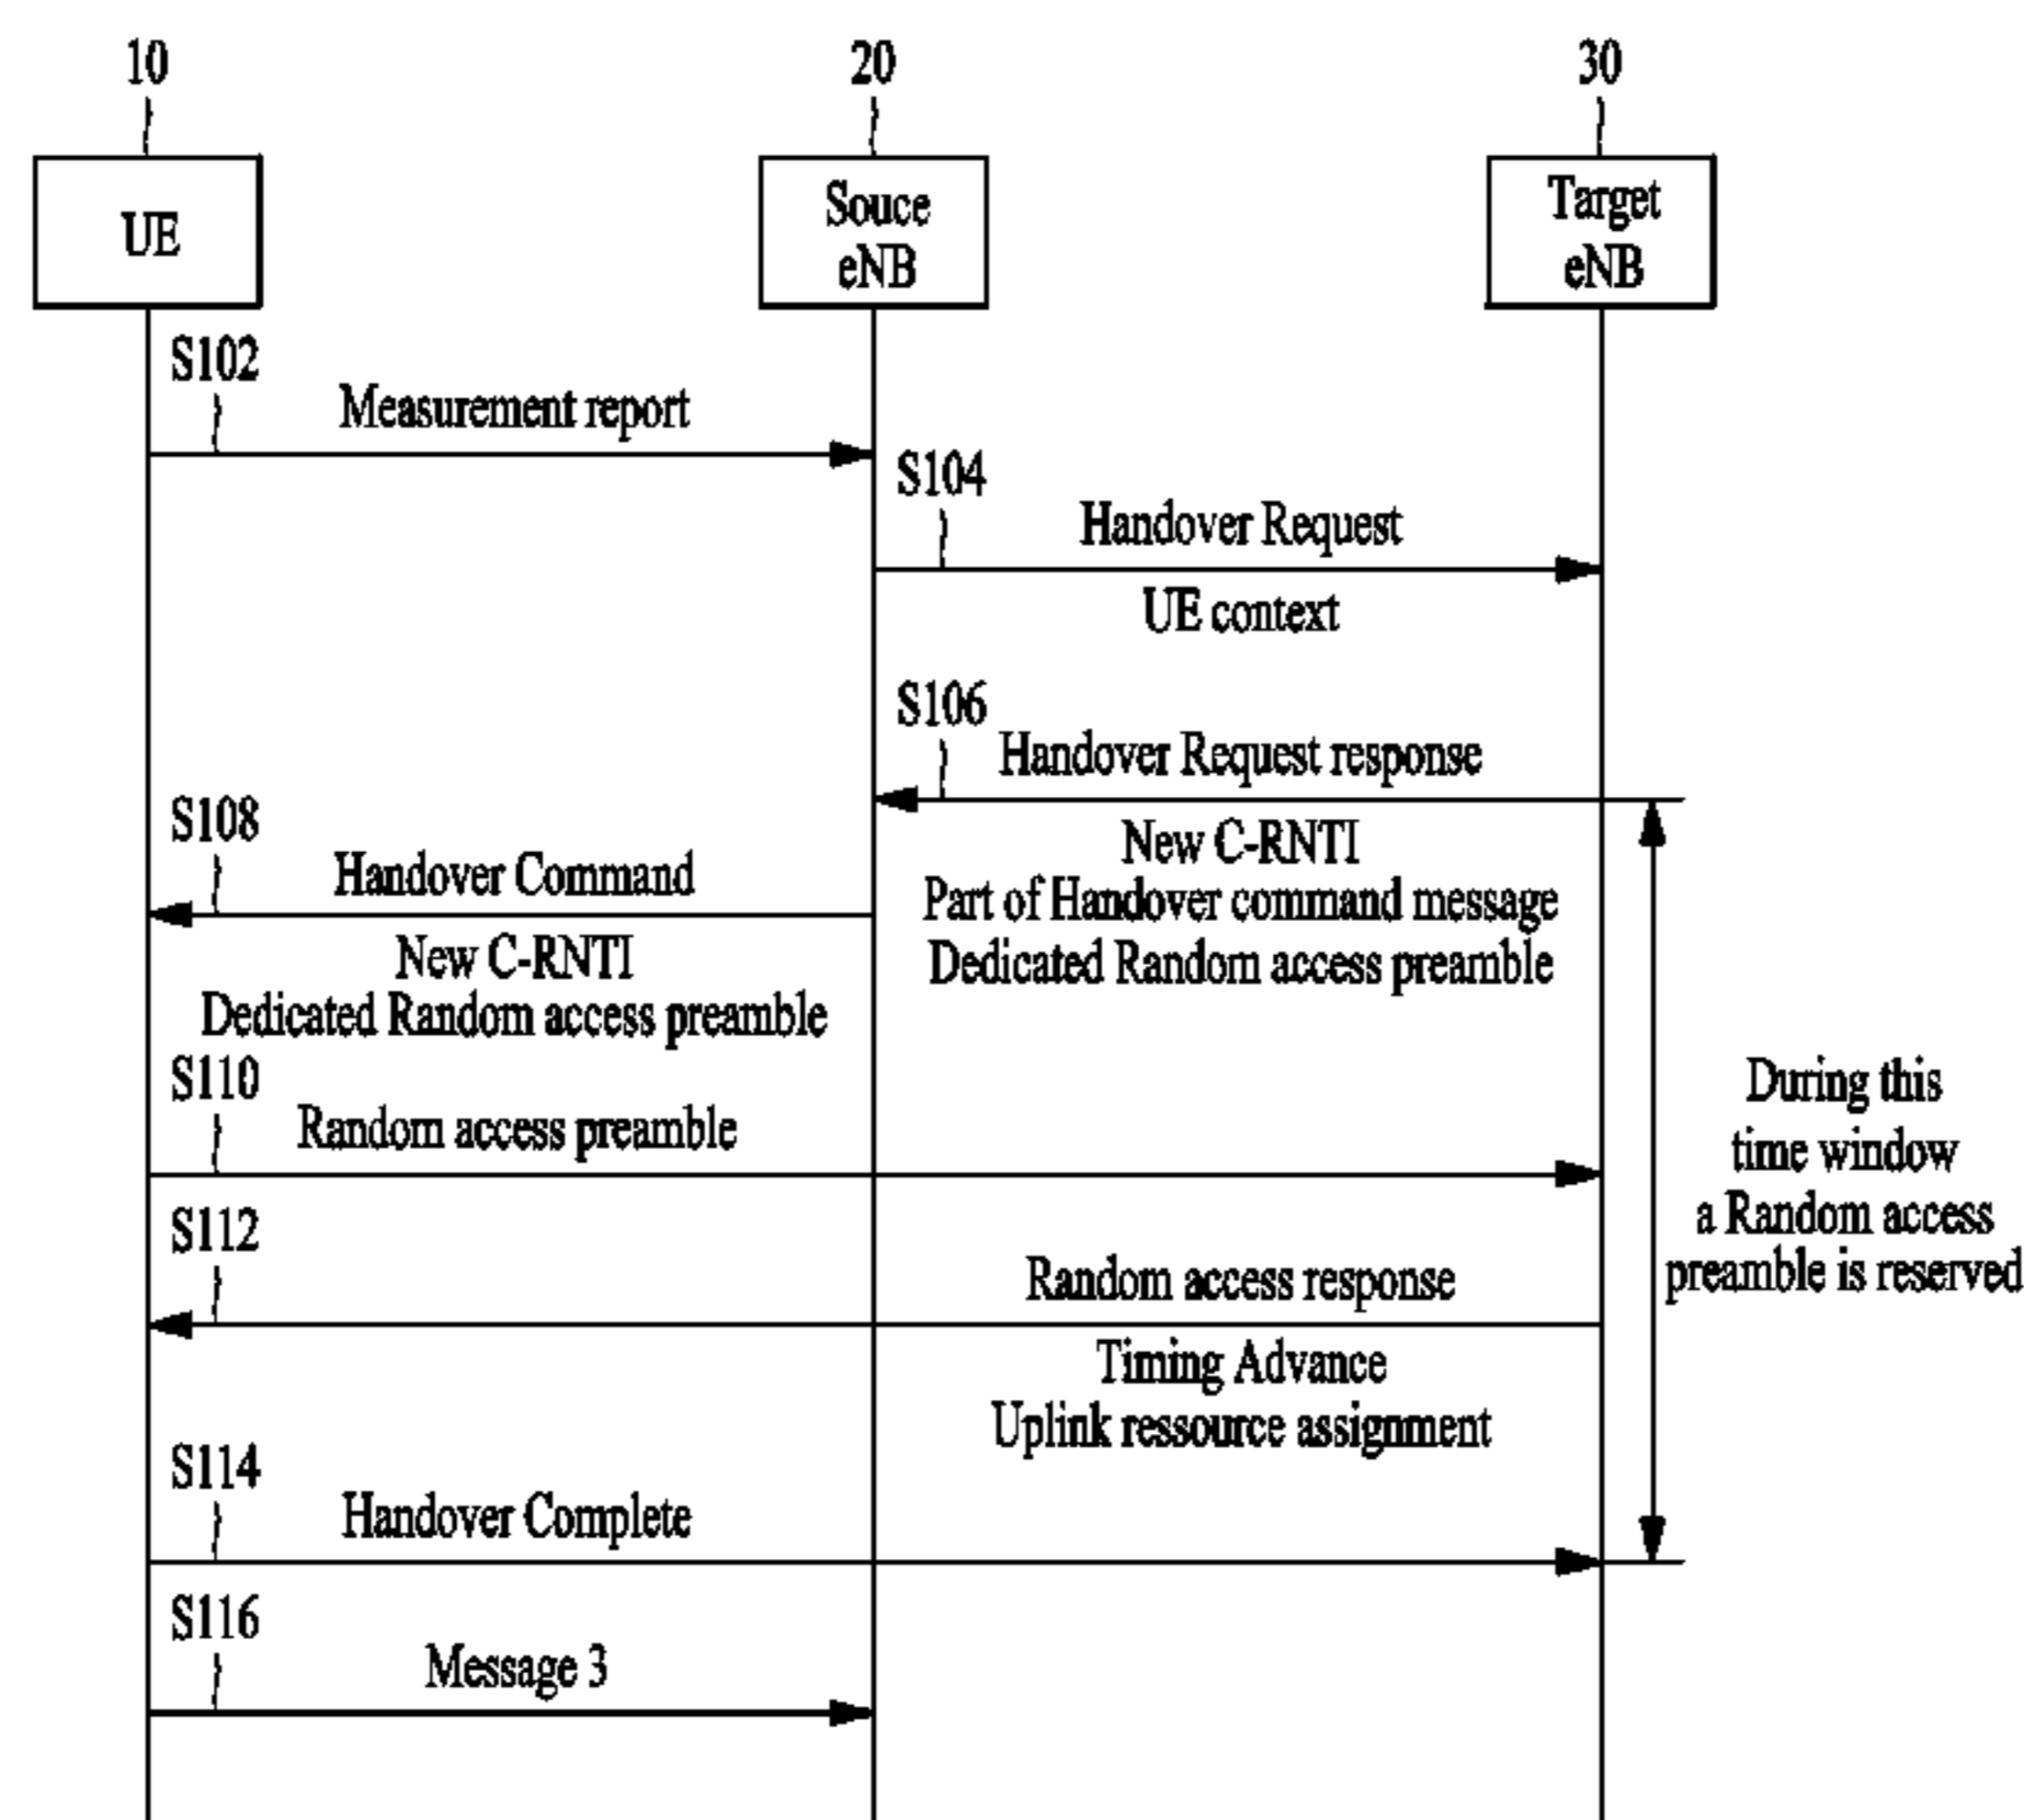 10
20
30
UE
Souce
eNB
Target
eNB
S102
Measurement report
S104
Handover Request
UE context
S106
Handover Request response
New C-RNTI
Part of Handover command message
Dedicated Random access preamble
S108
Handover Command
New C-RNTI
Dedicated Random access preamble
S110
Random access preamble
During this
time window
a Random access
preamble is reserved
S112
Random access response
Timing Advance
Uplink ressource assignment
S114
Handover Complete
S116
Message 3